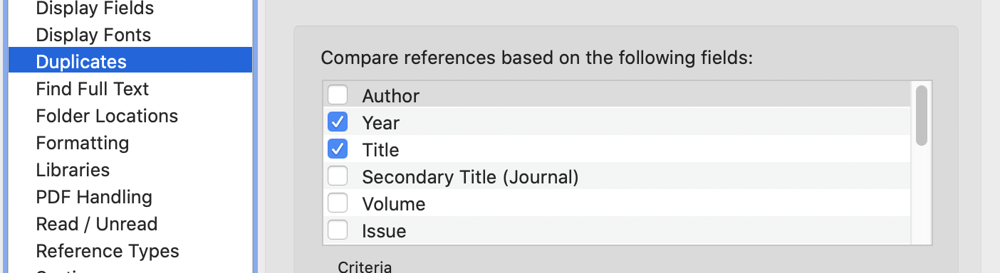 Display Fields
Display Fonts
Duplicates
Find Full Text
Folder Locations
Formatting
Libraries
PDF Handling
Read / Unread
Reference Types
Compare references based on the following fields:
Author
Year
Title
Secondary Title (Journal)
Volume
Issue
Criteria